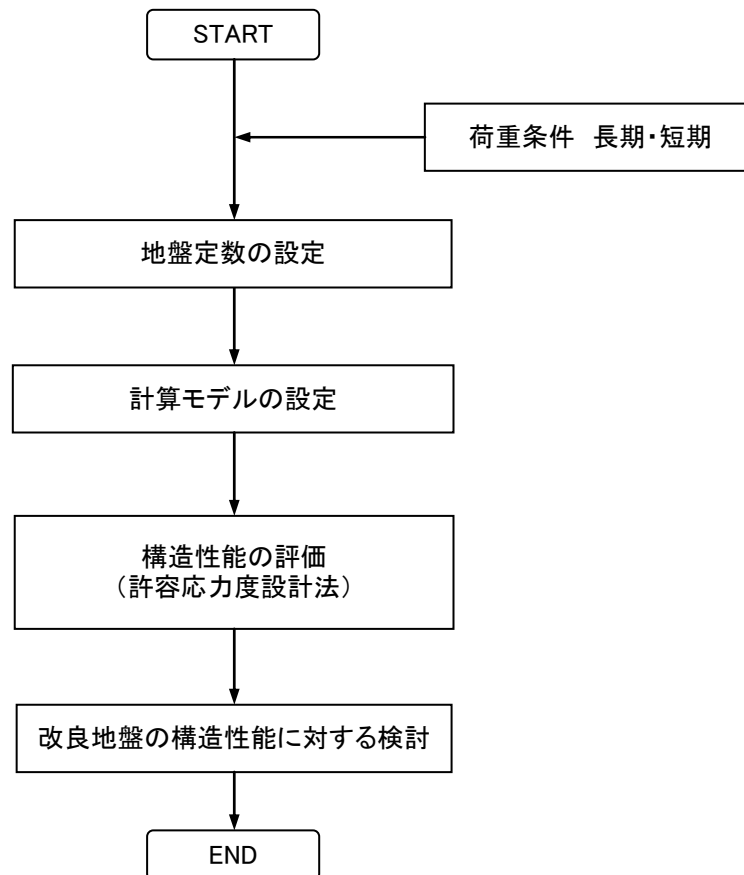 START
荷重条件　長期・短期
地盤定数の設定
計算モデルの設定
構造性能の評価
（許容応力度設計法）
改良地盤の構造性能に対する検討
END